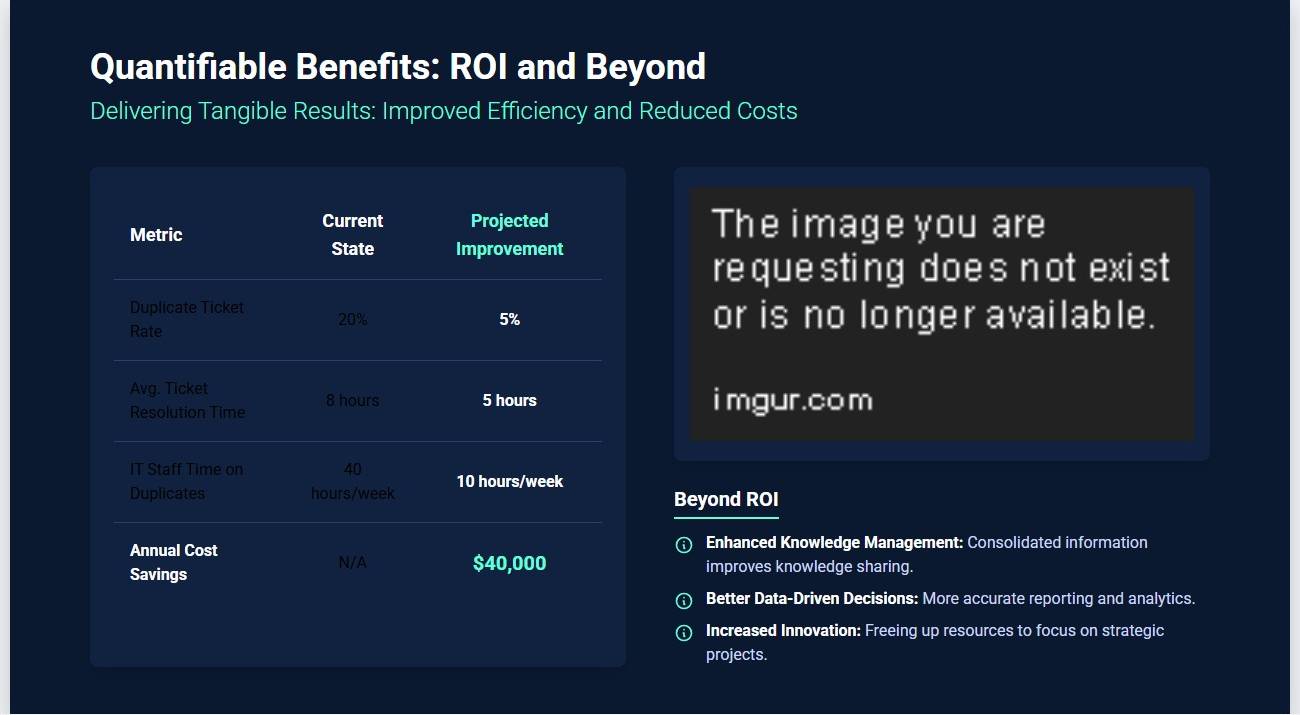 Quantifiable Benefits: ROI and Beyond
Delivering Tangible Results: Improved Efficiency and Reduced Costs
Metric
Current
State
Projected
Improvement
Duplicate Ticket
Rate
20%
5%
Avg. Ticket
Resolution Time
8 hours
5 hours
IT Staff Time on
Duplicates
40
hours/week
10 hours/week
Annual Cost
Savings
N/A
$40,000
The image you are
requesting does not exist
or is no longer available.
imgur.com
Beyond ROI
Enhanced Knowledge Management: Consolidated information
improves knowledge sharing.
Better Data-Driven Decisions: More accurate reporting and analytics.
Increased Innovation: Freeing up resources to focus on strategic
projects.